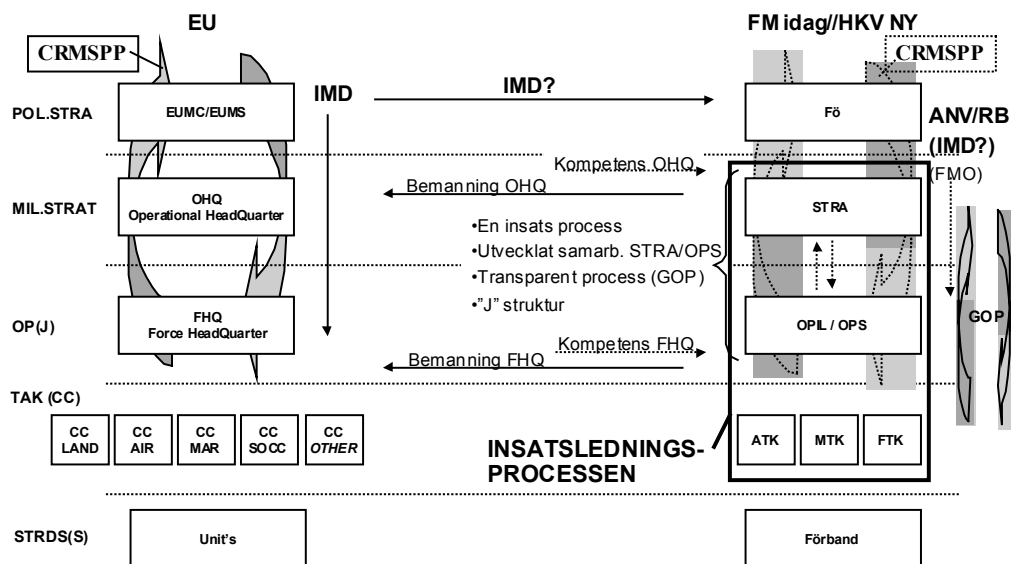 EU
FM idag//HKV NY
CRMSPP
CRMSPP
POL.STRA
EUMC/EUMS
IMD
IMD?
Fö
ANV/RB
(IMD?)
(FMO)
Kompetens OHQ
Bemanning OHQ
MIL.STRAT
OHQ
Operational HeadQuarter
STRA
•En insats process
•Utvecklat samarb. STRA/OPS
•Transparent process (GOP)
•”J” struktur
OP(J)
FHQ
Force HeadQuarter
OPIL / OPS
GOP
Kompetens FHQ
Bemanning FHQ
TAK (CC)
CC
LAND
CC
AIR
CC
MAR
CC
SOCC
CC
OTHER
INSATSLEDNINGS-
PROCESSEN
ATK
MTK
FTK
STRDS(S)
Unit's
Förband